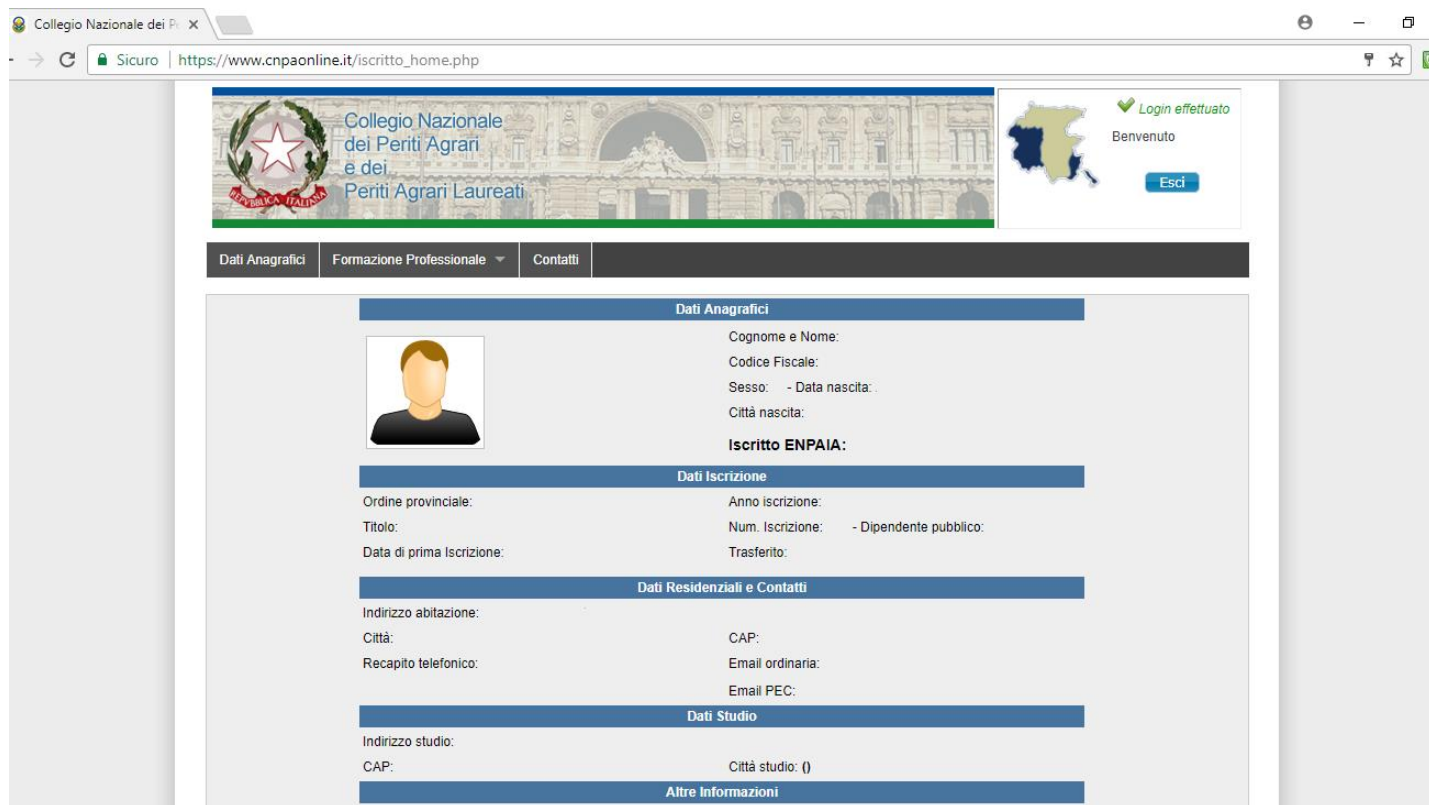 Collegio Nazionale dei P
Sicuro | https://www.cnpaonline.it/iscritto_home.php
Collegio Nazionale
dei Periti Agrari
e dei
Periti Agrari Laureati
REPVBBLICA ITALIANA
Login effettuato
Benvenuto
Esci
Dati Anagrafici Formazione Professionale Contatti
Dati Anagrafici
Cognome e Nome:
Codice Fiscale:
Sesso: - Data nascita:
Città nascita:
Iscritto ENPAIA:
Dati Iscrizione
Ordine provinciale: Anno iscrizione:
Titolo: Num. Iscrizione: - Dipendente pubblico:
Data di prima Iscrizione: Trasferito:
Dati Residenziali e Contatti
Indirizzo abitazione:
Città: CAP:
Recapito telefonico: Email ordinaria:
Email PEC:
Dati Studio
Indirizzo studio:
CAP: Città studio: ()
Altre Informazioni